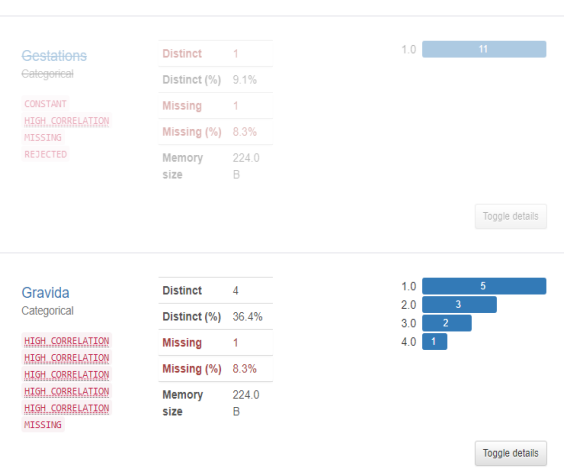 Gestations
Categorical
CONSTANT
HIGH CORRELATION
MISSING
REJECTED
Distinct 1
Distinct (%) 9.1%
Missing 1
Missing (%) 8.3%
Memory size 224.0 B
1.0 11
Toggle details
Gravida
Categorical
HIGH CORRELATION
HIGH CORRELATION
HIGH CORRELATION
HIGH CORRELATION
HIGH CORRELATION
MISSING
Distinct 4
Distinct (%) 36.4%
Missing 1
Missing (%) 8.3%
Memory size 224.0 B
1.0 5
2.0 3
3.0 2
4.0 1
Toggle details